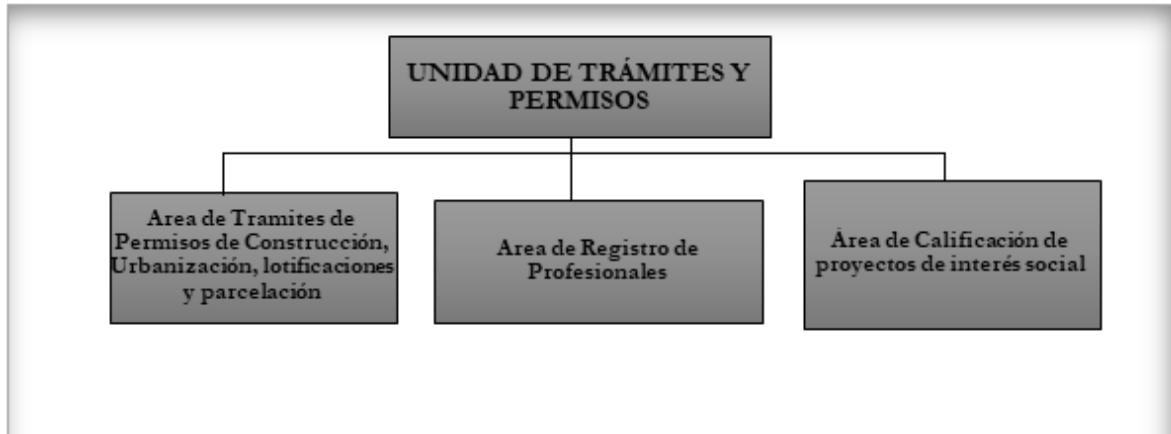 UNIDAD DE TRÁMITES Y
PERMISOS
Area de Tramites de
Permisos de Construcción,
Urbanización, lotificaciones
y parcelación
Area de Registro de
Profesionales
Área de Calificación de
proyectos de interés social